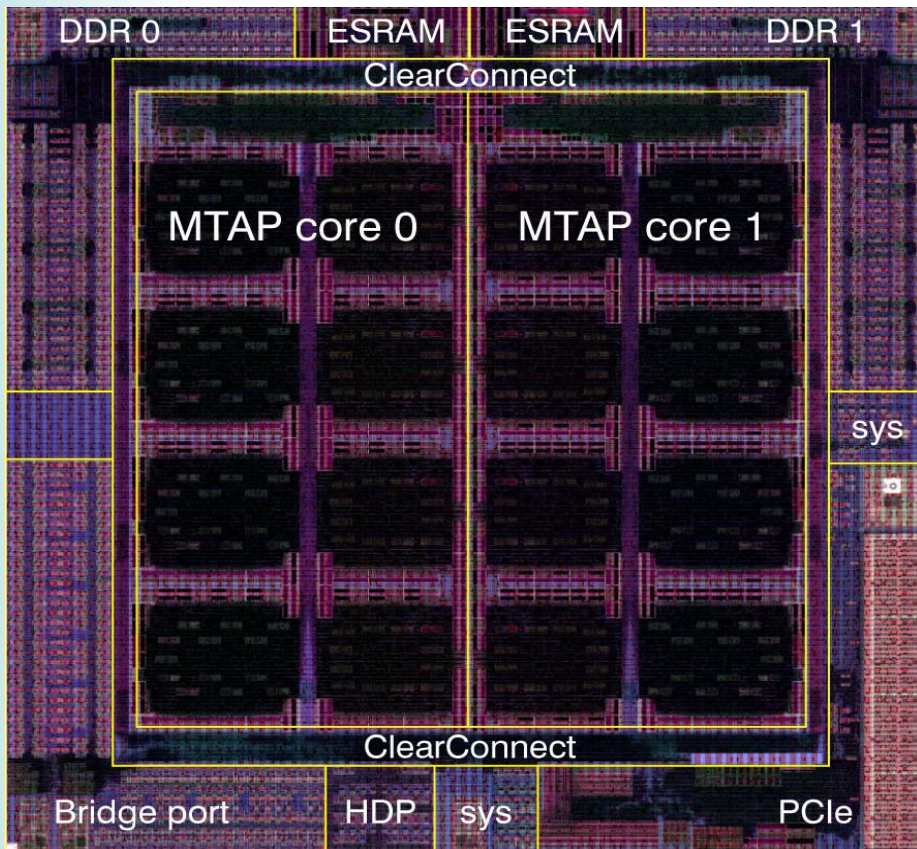 DDR 0
ESRAM
ESRAM
DDR 1
ClearConnect
MTAP core 0
MTAP core 1
sys
ClearConnect
Bridge port
HDP
sys
PCIe